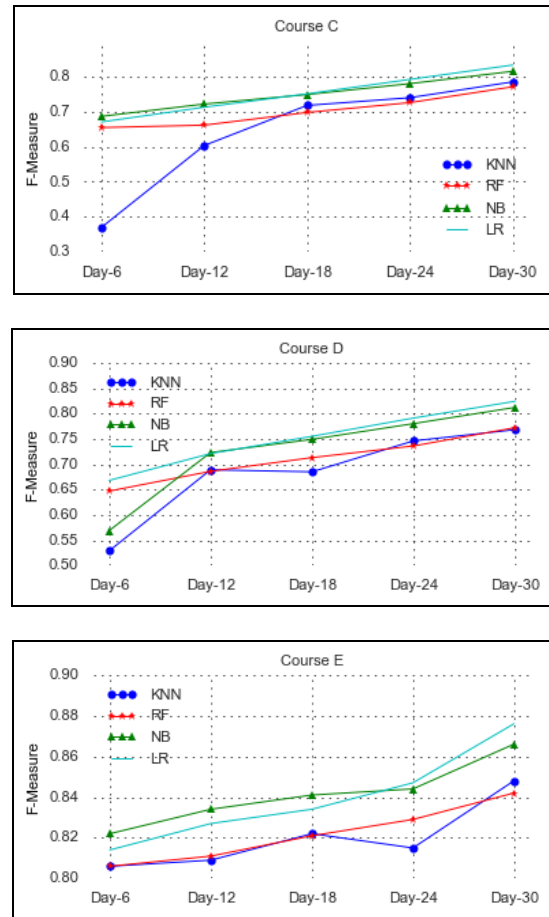 Course C
F-Measure
0.8
0.7
0.6
0.5
0.4
0.3
KNN
RF
NB
LR
Day-6 Day-12 Day-18 Day-24 Day-30
Course D
F-Measure
0.90
0.85
0.80
0.75
0.70
0.65
0.60
0.55
0.50
KNN
RF
NB
LR
Day-6 Day-12 Day-18 Day-24 Day-30
Course E
F-Measure
0.90
0.88
0.86
0.84
0.82
0.80
KNN
RF
NB
LR
Day-6 Day-12 Day-18 Day-24 Day-30